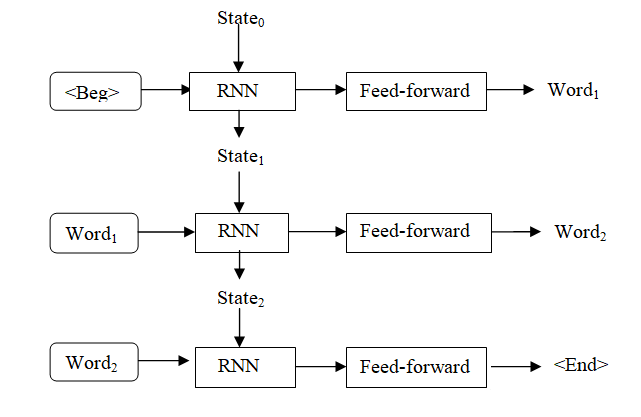 State₀
<Beg> RNN Feed-forward Word₁
State₁
Word₁ RNN Feed-forward Word₂
State₂
Word₂ RNN Feed-forward <End>